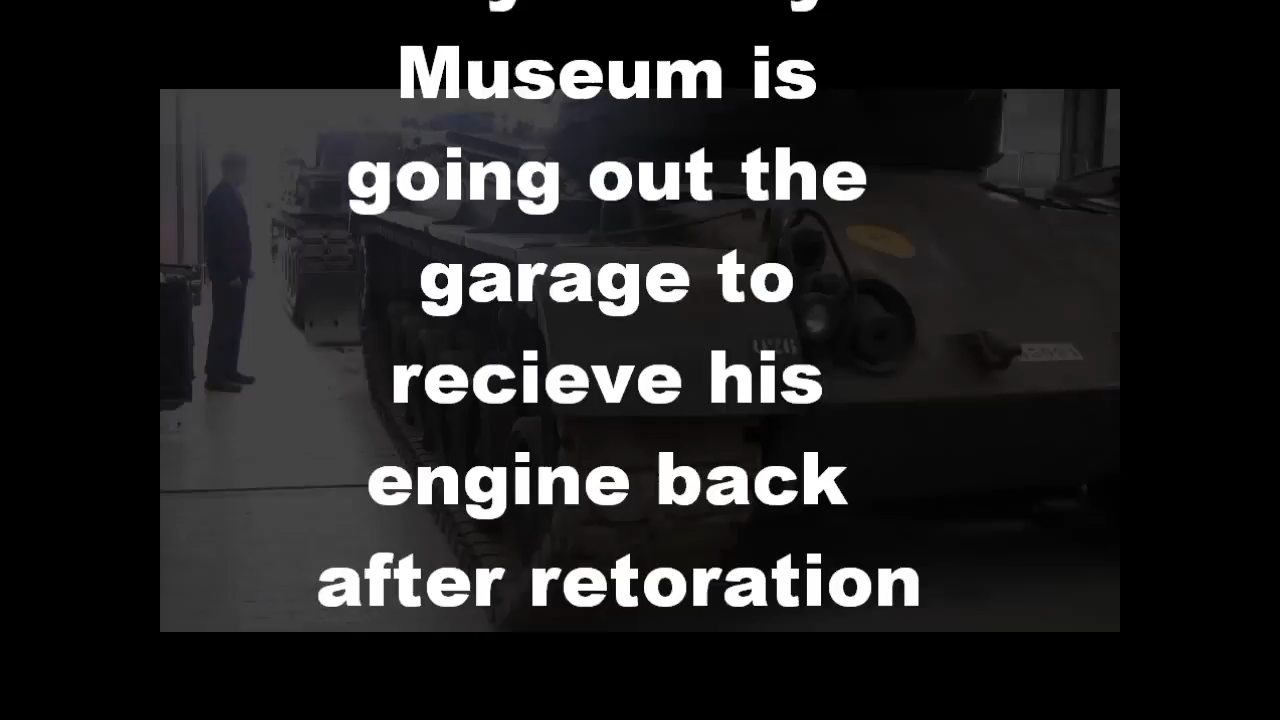 Museum is
going out the
garage to
recieve his
engine back
after retoration